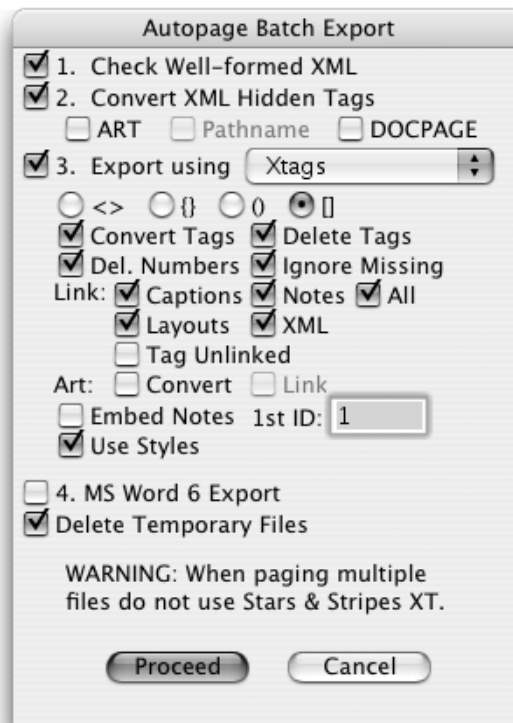 Autopage Batch Export
1. Check Well-formed XML
2. Convert XML Hidden Tags
ART Pathname DOCPAGE
3. Export using Xtags
<> {} () []
Convert Tags Delete Tags
Del. Numbers Ignore Missing
Link: Captions Notes All
Layouts XML
Tag Unlinked
Art: Convert Link
Embed Notes 1st ID: 1
Use Styles
4. MS Word 6 Export
Delete Temporary Files
WARNING: When paging multiple
files do not use Stars & Stripes XT.
Proceed Cancel